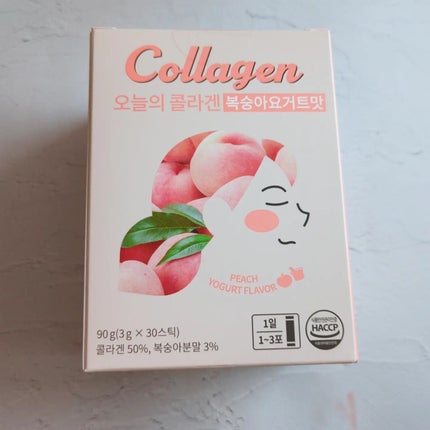 Collagen
오늘의 콜라겐 복숭아요거트맛
PEACH
YOGURT FLAVOR
90g(3g×30스틱)
콜라겐 50%, 복숭아분말 3%
1일
1~3포
HACCP